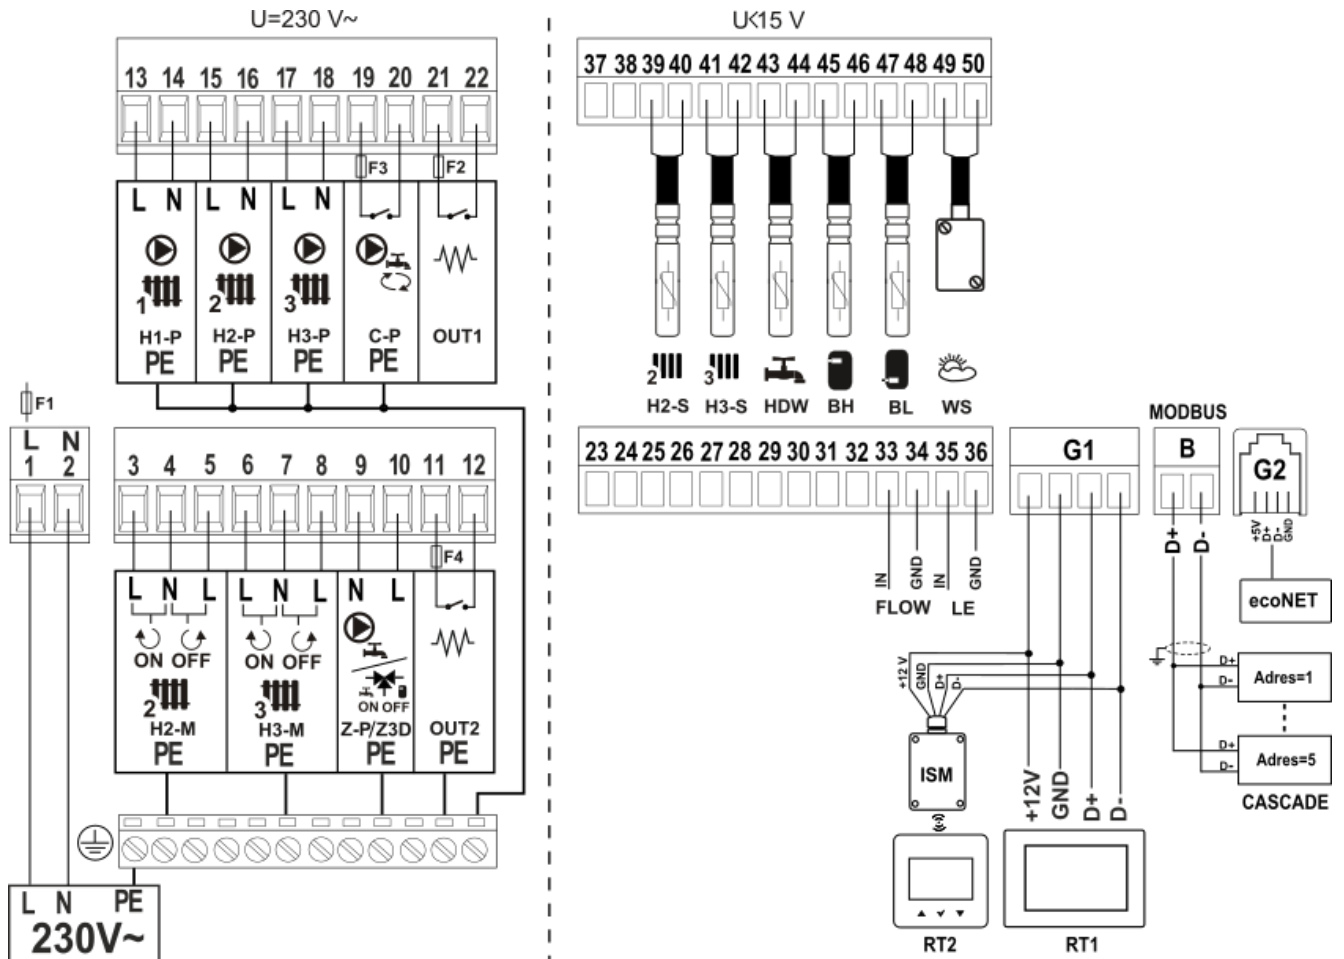 U=230 V~
U<15 V
13 14 15 16 17 18 19 20 21 22
37 38 39 40 41 42 43 44 45 46 47 48 49 50
F3 F2
L N L N L N
1 2 3
H1-P H2-P H3-P C-P OUT1
PE PE PE PE
2 3
H2-S H3-S HDW BH BL WS
F1
L N
1 2
3 4 5 6 7 8 9 10 11 12
23 24 25 26 27 28 29 30 31 32 33 34 35 36
G1
MODBUS
B
G2
F4
+5V D+ D- GND
D+ D-
L N L L N L N L
IN GND IN GND
FLOW LE
ecoNET
ON OFF ON OFF
ON OFF
2 3
H2-M H3-M Z-P/Z3D OUT2
PE PE PE PE
+12 V GND D+ D-
D+
D-
Adres=1
D+
D-
Adres=5
CASCADE
ISM
+12V GND D+ D-
L N PE
230V~
RT2 RT1